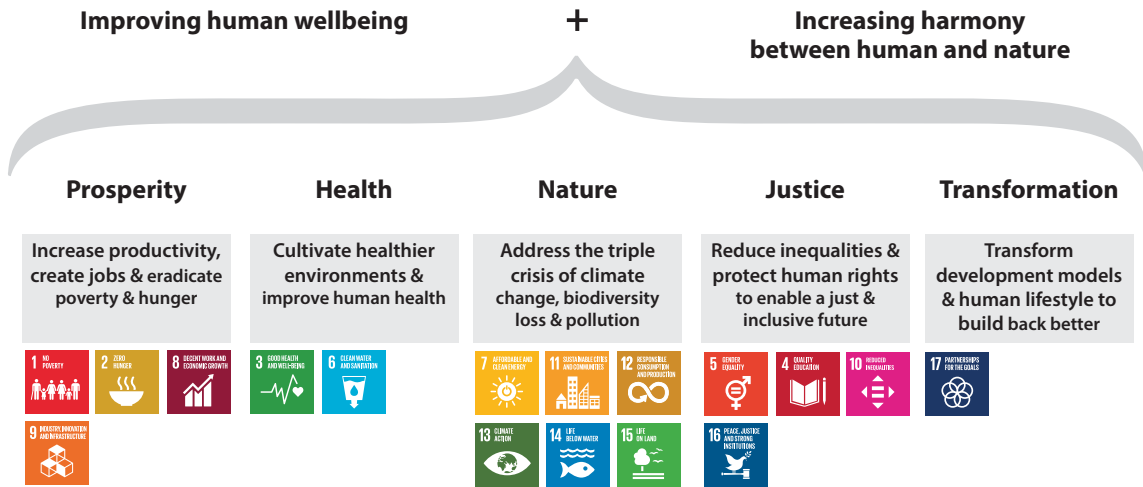 Improving human wellbeing
+
Increasing harmony
between human and nature
Prosperity
Health
Nature
Justice
Transformation
Increase productivity,
create jobs & eradicate
poverty & hunger
Cultivate healthier
environments &
improve human health
Address the triple
crisis of climate
change, biodiversity
loss & pollution
Reduce inequalities &
protect human rights
to enable a just &
inclusive future
Transform
development models
& human lifestyle to
build back better
1 NO
POVERTY
2 ZERO
HUNGER
8 DECENT WORK AND
ECONOMIC GROWTH
9 INDUSTRY, INNOVATION
AND INFRASTRUCTURE
3 GOOD HEALTH
AND WELL-BEING
6 CLEAN WATER
AND SANITATION
7 AFFORDABLE AND
CLEAN ENERGY
11 SUSTAINABLE CITIES
AND COMMUNITIES
12 RESPONSIBLE
CONSUMPTION
AND PRODUCTION
13 CLIMATE
ACTION
14 LIFE
BELOW WATER
15 LIFE
ON LAND
5 GENDER
EQUALITY
4 QUALITY
EDUCATION
10 REDUCED
INEQUALITIES
16 PEACE, JUSTICE
AND STRONG
INSTITUTIONS
17 PARTNERSHIPS
FOR THE GOALS